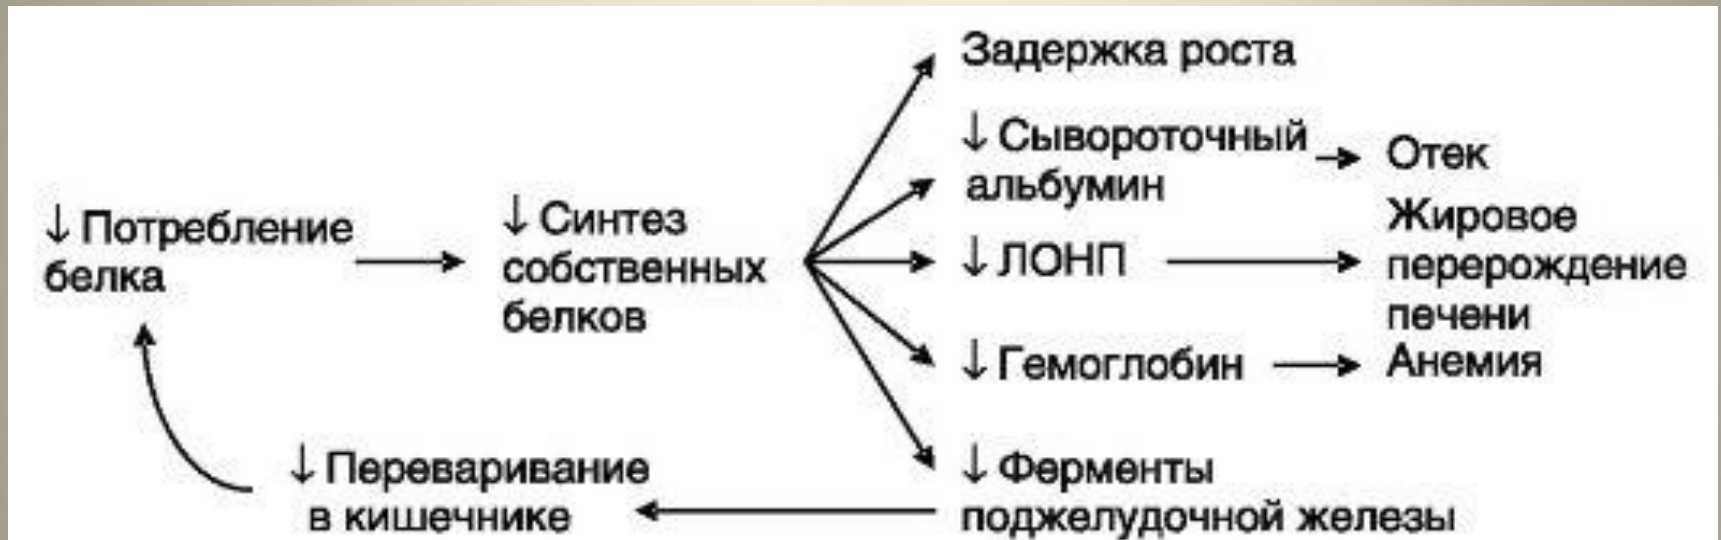 ↓ Потребление
белка
↓ Синтез
собственных
белков
Задержка роста
↓ Сывороточный
альбумин
Отек
↓ ЛОНП
Жировое
перерождение
печени
↓ Гемоглобин
Анемия
↓ Ферменты
поджелудочной железы
↓ Переваривание
в кишечнике